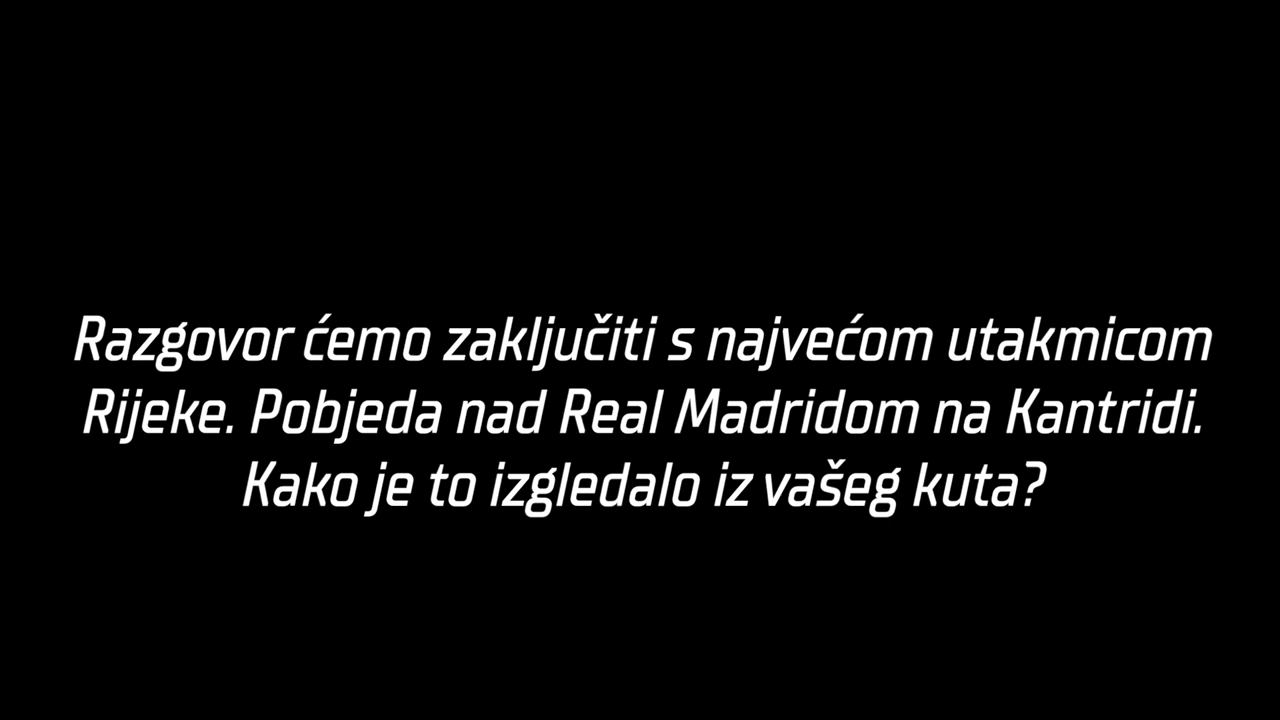 Razgovor ćemo zaključiti s najvećom utakmicom
Rijeke. Pobjeda nad Real Madridom na Kantridi.
Kako je to izgledalo iz vašeg kuta?